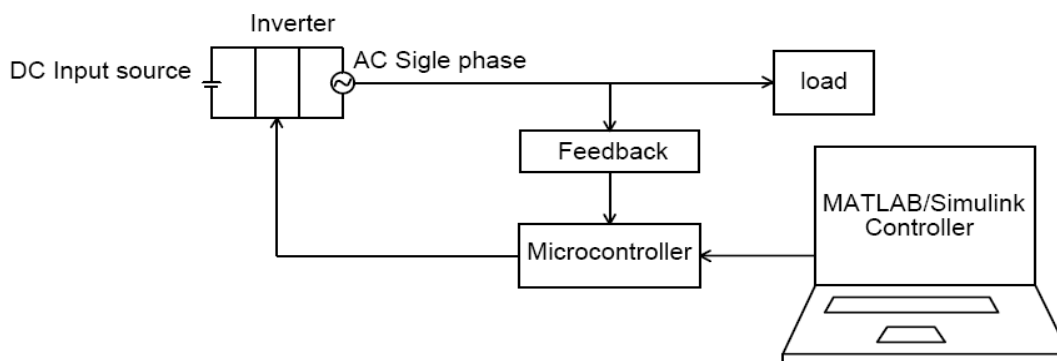 Inverter
DC Input source
AC Sigle phase
load
Feedback
MATLAB/Simulink
Controller
Microcontroller